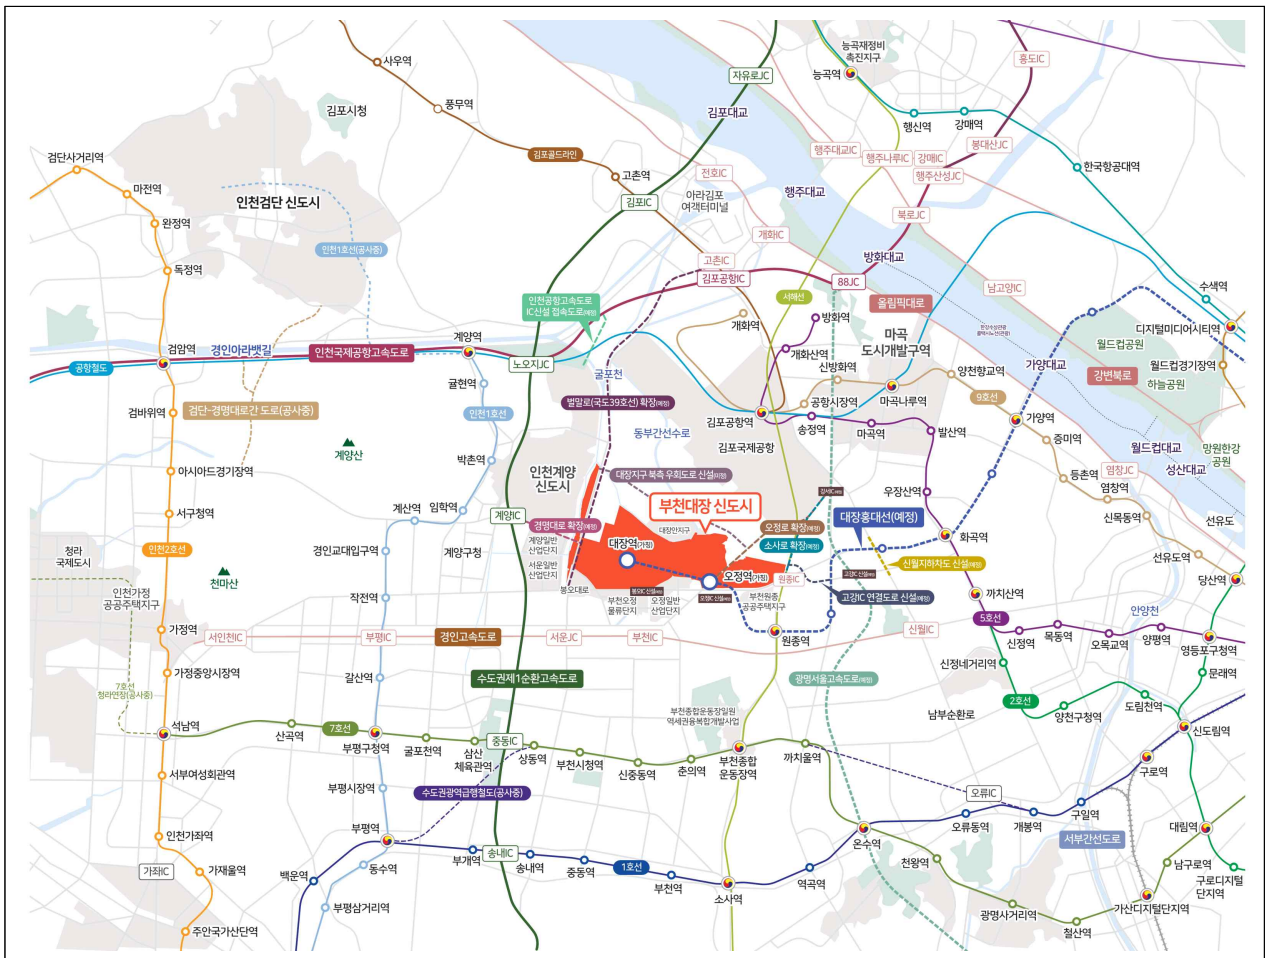 사우역
풍무역
김포시청
김포골드라인
고촌역
자유로JC
김포대교
능곡재정비
촉진지구
능곡역
흥도IC
행신역
강매역
봉대산JC
행주대교IC
행주나루IC
강매IC
행주산성JC
한국항공대역
전호IC
행주대교
북로JC
김포IC
아라김포
여객터미널
개화IC
방화대교
고촌IC
김포공항IC
88JC
올림픽대로
남고양IC
수색역
디지털미디어시티역
월드컵공원
월드컵경기장역
하늘공원
강변북로
가양대교
검단사거리역
마전역
완정역
독정역
인천검단 신도시
인천1호선(공사중)
인천공항고속도로
IC신설 접속도로(예정)
서해선
방화역
개화역
개화산역
신방화역
마곡
도시개발구역
양천향교역
9호선
공항시장역
마곡나루역
가양역
증미역
검암역
경인아라뱃길
인천국제공항고속도로
공항철도
계양역
노오지JC
굴포천
귤현역
인천1호선
검단-경명대로간 도로(공사중)
검바위역
벌말로(국도39호선) 확장(예정)
동부간선수로
김포공항역
송정역
김포국제공항
마곡역
발산역
월드컵대교
성산대교
망원한강
공원
염창JC
등촌역
염창역
신목동역
선유도
선유도역
당산역
계양산
아시아드경기장역
박촌역
인천계양
신도시
대장지구 북측 우회도로 신설(예정)
부천대장 신도시
우장산역
서구청역
계산역
임학역
계양IC
경명대로 확장(예정)
대장안지구
오정로 확장(예정)
소사로 확장(예정)
대장홍대선(예정)
화곡역
신월지하차도 신설(예정)
인천2호선
청라
국제도시
천마산
경인교대입구역
계양구청
계양일반
산업단지
서운일반
산업단지
대장역(가칭)
오정역(가칭)
원종IC
봉오대로
부천오정
물류단지
오정일반
산업단지
부천원종
공공주택지구
고강IC 연결도로 신설(예정)
까치산역
안양천
인천가정
공공주택지구
작전역
가정역
서인천IC
부평IC
경인고속도로
서운JC
부천IC
원종역
신월IC
5호선
신정역
목동역
오목교역
양평역
영등포구청역
신정네거리역
문래역
가정중앙시장역
갈산역
수도권제1순환고속도로
광명서울고속도로(예정)
2호선
도림천역
양천구청역
남부순환로
신도림역
7호선
청라연장(공사중)
석남역
산곡역
7호선
부평구청역
굴포천역
삼산
체육관역
중동IC
상동역
부천시청역
신중동역
춘의역
부천종합운동장일원
역세권융복합개발사업
부천종합
운동장역
까치울역
구로역
서부여성회관역
부평시장역
수도권광역급행철도(공사중)
오류IC
구일역
인천가좌역
부평역
오류동역
개봉역
서부간선도로
대림역
온수역
가좌IC
가재울역
백운역
동수역
부개역
송내IC
송내역
중동역
1호선
부천역
소사역
역곡역
천왕역
남구로역
구로디지털
단지역
부평삼거리역
주안국가산단역
광명사거리역
철산역
가산디지털단지역